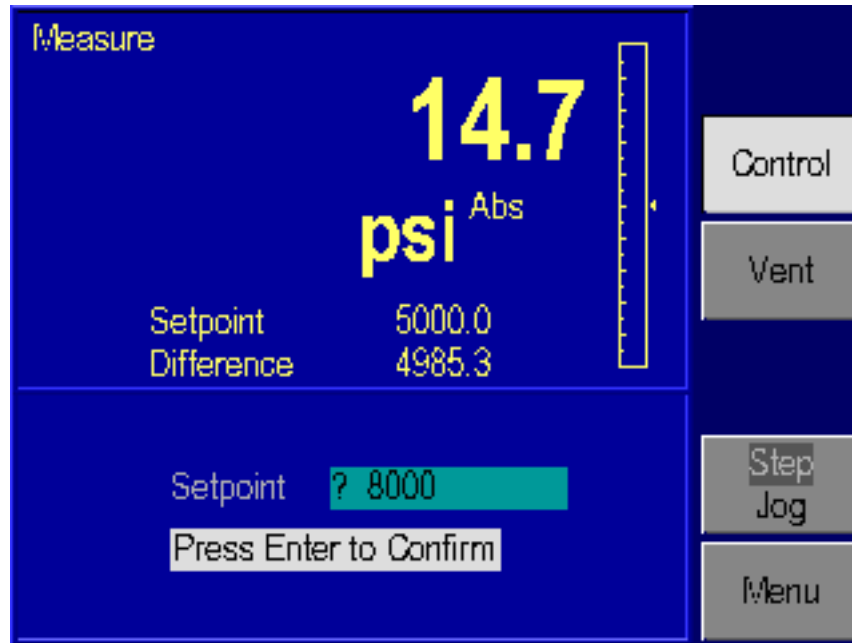 Measure
14.7
psi Abs
Setpoint 5000.0
Difference 4985.3
Setpoint ? 8000
Press Enter to Confirm
Control
Vent
Step
Jog
Menu